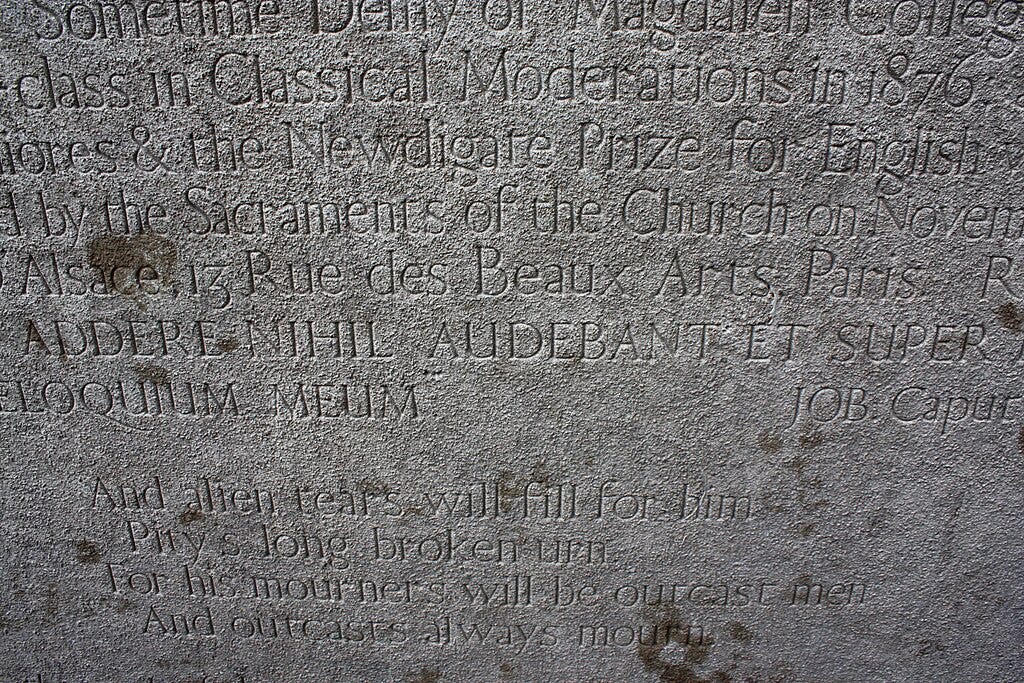 Sometime Demy of Magdalen College
class in Classical Moderations in 1876:
iores & the Newdigate Prize for English
d by the Sacraments of the Church on Novem
Alsace, 13 Rue des Beaux Arts, Paris. R
ADDERE NIHIL AUDEBANT ET SUPER
ELOQUIUM MEUM JOB. Caput
And alien tears will fill for him
Pity's long broken urn
For his mourners will be outcast men
And outcasts always mourn.